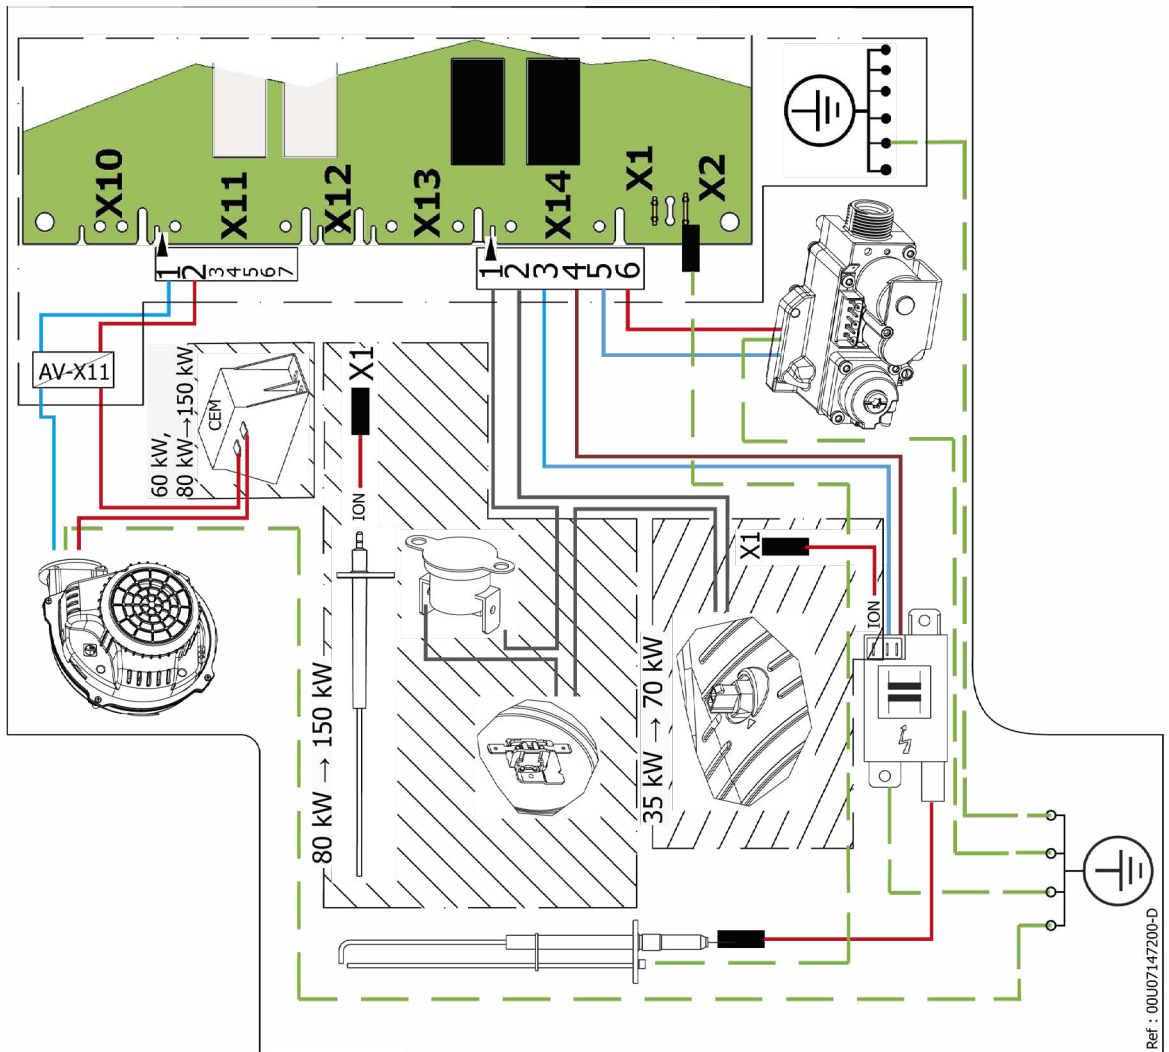 X10
X11
X12
X13
X14
X1
X2
1 2 3 4 5 6 7
1 2 3 4 5 6
AV-X11
60 kW,
80 kW→150 kW
CEM
X1
ION
80 kW → 150 kW
X1
ION
35 kW → 70 kW
Ref : 00U07147200-D